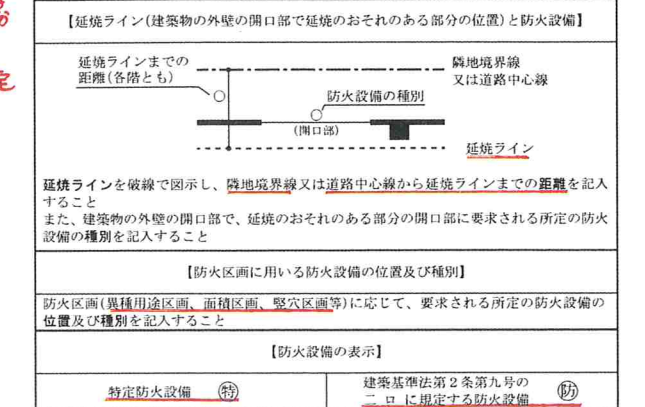 【延焼ライン(建築物の外壁の開口部で延焼のおそれのある部分の位置)と防火設備】
延焼ラインまでの
距離(各階とも)
隣地境界線
又は道路中心線
防火設備の種別
(開口部)
延焼ライン
延焼ラインを破線で図示し、隣地境界線又は道路中心線から延焼ラインまでの距離を記入
すること
また、建築物の外壁の開口部で、延焼のおそれのある部分の開口部に要求される所定の防火
設備の種別を記入すること
【防火区画に用いる防火設備の位置及び種別】
防火区画(異種用途区画、面積区画、竪穴区画等)に応じて、要求される所定の防火設備の
位置及び種別を記入すること
【防火設備の表示】
特定防火設備 ㊕
建築基準法第2条第九号の
二 ロ に規定する防火設備 防
定